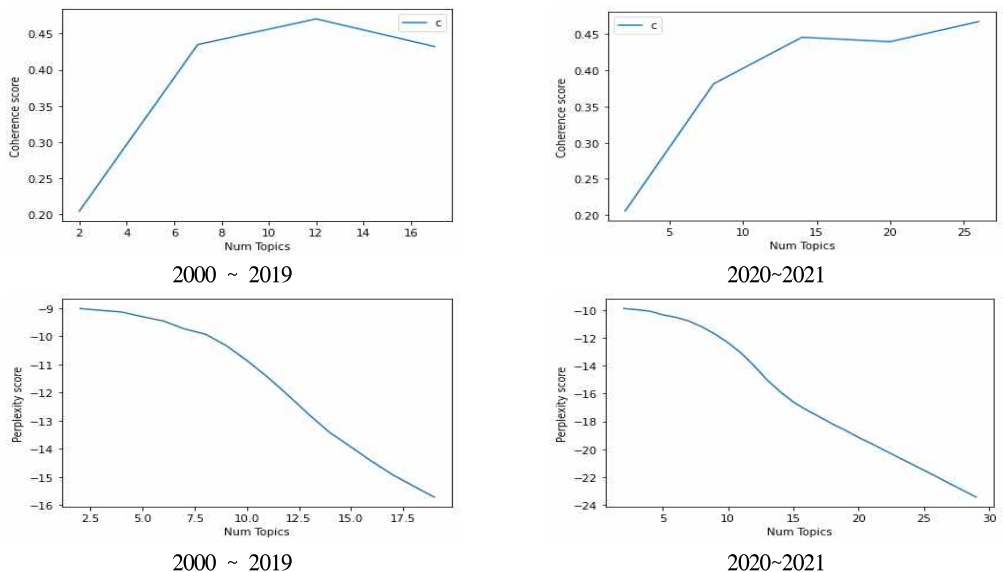 0.45
0.40
0.35
0.30
0.25
0.20
Coherence score
c
2 4 6 8 10 12 14 16
Num Topics
2000 ~ 2019
0.45
0.40
0.35
0.30
0.25
0.20
Coherence score
c
5 10 15 20 25
Num Topics
2020~2021
−9
−10
−11
−12
−13
−14
−15
−16
Perplexity score
2.5 5.0 7.5 10.0 12.5 15.0 17.5
Num Topics
2000 ~ 2019
−10
−12
−14
−16
−18
−20
−22
−24
Perplexity score
5 10 15 20 25 30
Num Topics
2020~2021